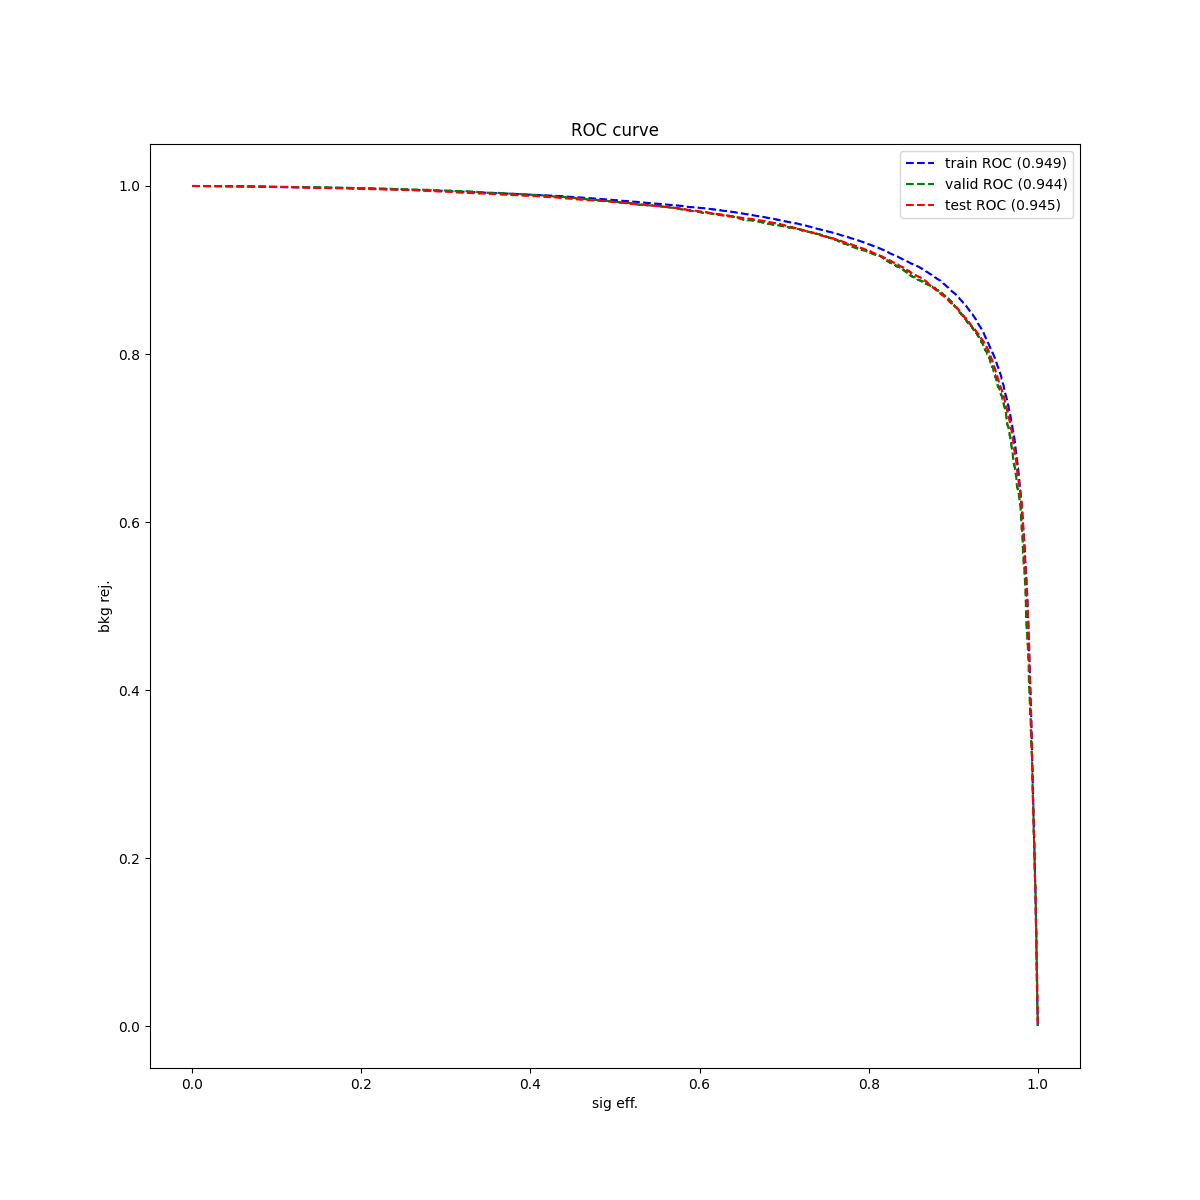 ROC curve
train ROC (0.949)
valid ROC (0.944)
test ROC (0.945)
1.0
0.8
0.6
0.4
0.2
0.0
bkg rej.
0.0 0.2 0.4 0.6 0.8 1.0
sig eff.